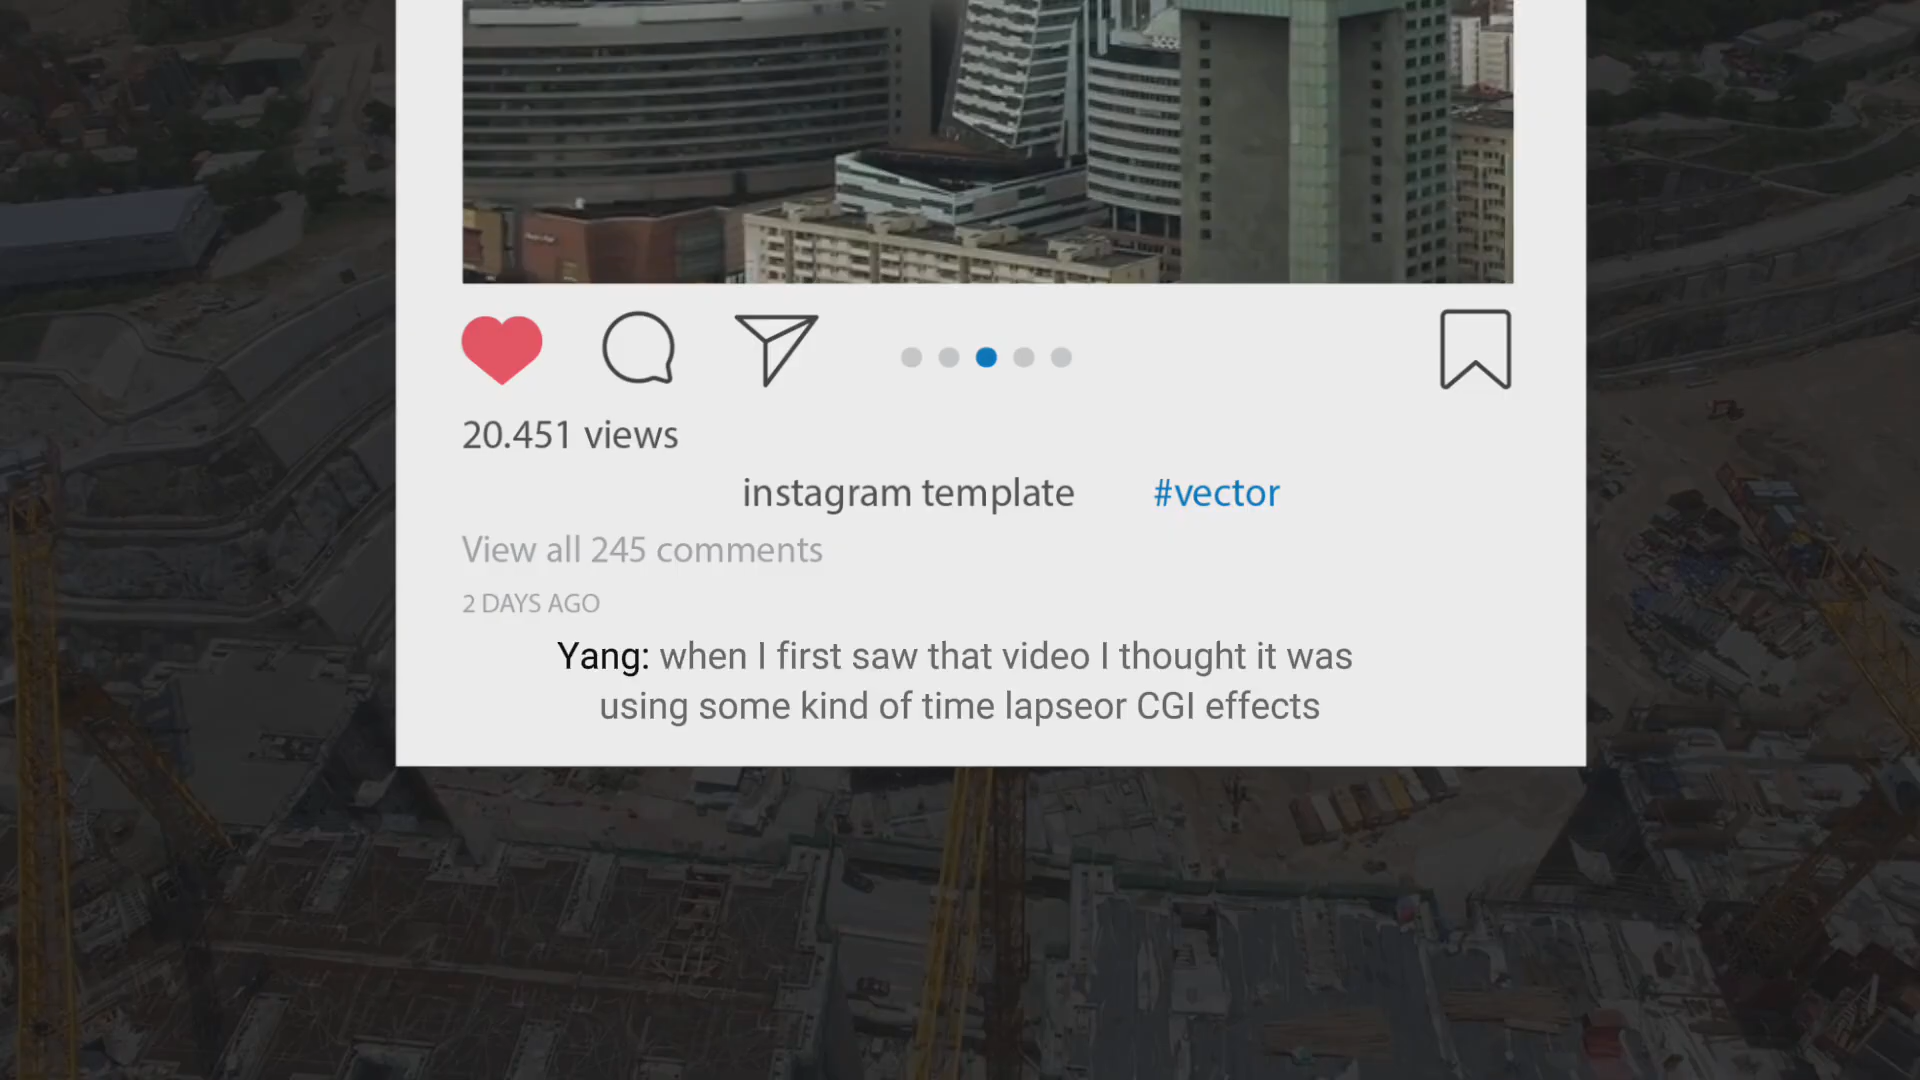 20.451 views
instagram template #vector
View all 245 comments
2 DAYS AGO
Yang: when I first saw that video I thought it was
using some kind of time lapseor CGI effects